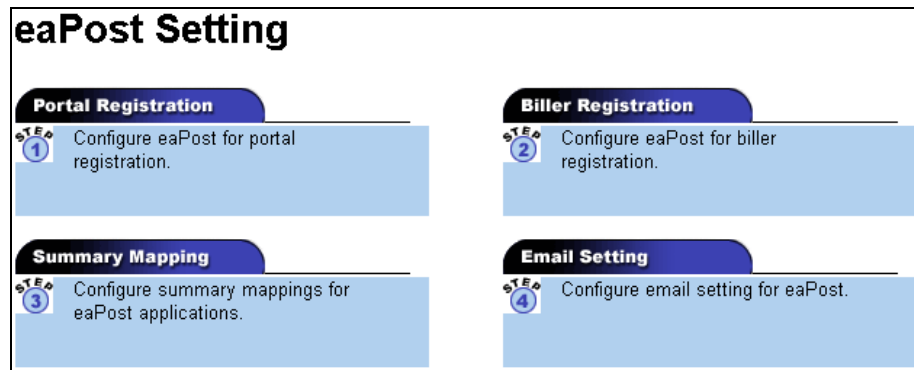 eaPost Setting
Portal Registration
STEP
1
Configure eaPost for portal
registration.
Biller Registration
STEP
2
Configure eaPost for biller
registration.
Summary Mapping
STEP
3
Configure summary mappings for
eaPost applications.
Email Setting
STEP
4
Configure email setting for eaPost.